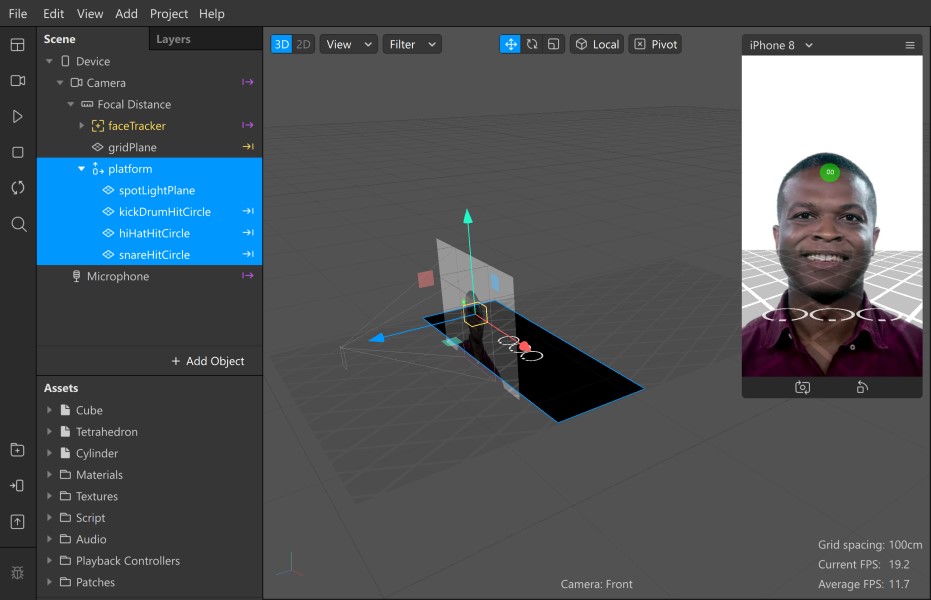 File Edit View Add Project Help
Scene Layers
Device
Camera
Focal Distance
faceTracker
gridPlane
platform
spotLightPlane
kickDrumHitCircle
hiHatHitCircle
snareHitCircle
Microphone
+ Add Object
Assets
Cube
Tetrahedron
Cylinder
Materials
Textures
Script
Audio
Playback Controllers
Patches
3D 2D View Filter Local Pivot
iPhone 8
Camera: Front
Grid spacing: 100cm
Current FPS: 19.2
Average FPS: 11.7